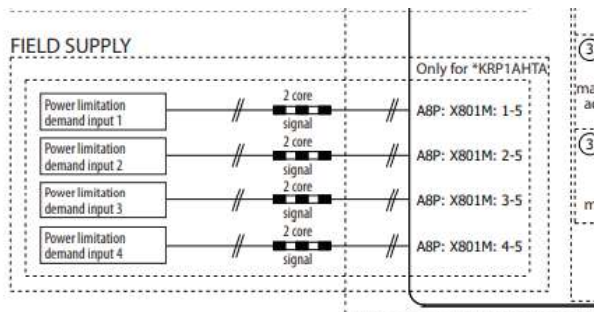 FIELD SUPPLY
Only for *KRP1AHTA
Power limitation
demand input 1
2 core
signal
A8P: X801M: 1-5
Power limitation
demand input 2
2 core
signal
A8P: X801M: 2-5
Power limitation
demand input 3
2 core
signal
A8P: X801M: 3-5
Power limitation
demand input 4
2 core
signal
A8P: X801M: 4-5
3
3